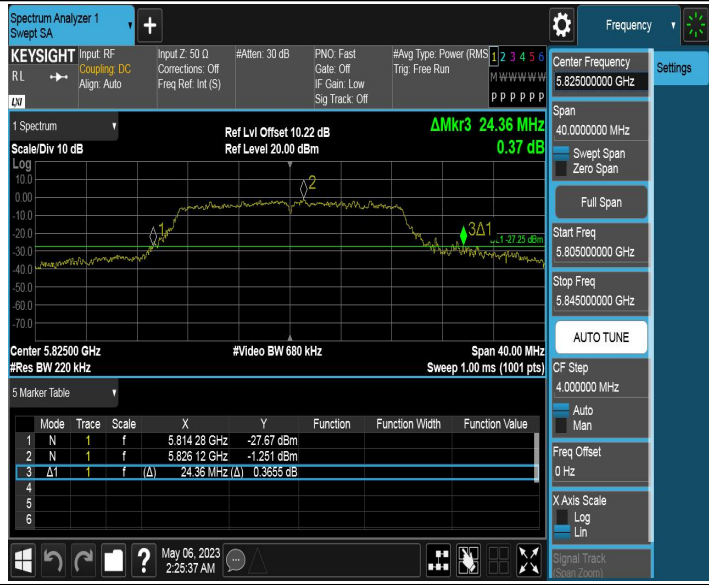 Spectrum Analyzer 1
Swept SA
+
Frequency
KEYSIGHT
RL
LXI
Input: RF
Coupling: DC
Align: Auto
Input Z: 50 Ω
Corrections: Off
Freq Ref: Int (S)
#Atten: 30 dB
PNO: Fast
Gate: Off
IF Gain: Low
Sig Track: Off
#Avg Type: Power (RMS
Trig: Free Run
1 2 3 4 5 6
M W W W W W
P P P P P P
1 Spectrum
Scale/Div 10 dB
Ref Lvl Offset 10.22 dB
Ref Level 20.00 dBm
ΔMkr3 24.36 MHz
0.37 dB
Log
10.0
0.00
-10.0
-20.0
-30.0
-40.0
-50.0
-60.0
-70.0
1
2
3Δ1
DL1 -27.25 dBm
Center 5.82500 GHz
#Res BW 220 kHz
#Video BW 680 kHz
Span 40.00 MHz
Sweep 1.00 ms (1001 pts)
5 Marker Table
Mode Trace Scale X Y Function Function Width Function Value
1 N 1 f 5.814 28 GHz -27.67 dBm
2 N 1 f 5.826 12 GHz -1.251 dBm
3 Δ1 1 f (Δ) 24.36 MHz (Δ) 0.3655 dB
4
5
6
?
May 06, 2023
2:25:37 AM
Center Frequency
5.825000000 GHz
Settings
Span
40.0000000 MHz
Swept Span
Zero Span
Full Span
Start Freq
5.805000000 GHz
Stop Freq
5.845000000 GHz
AUTO TUNE
CF Step
4.000000 MHz
Auto
Man
Freq Offset
0 Hz
X Axis Scale
Log
Lin
Signal Track
(Span Zoom)